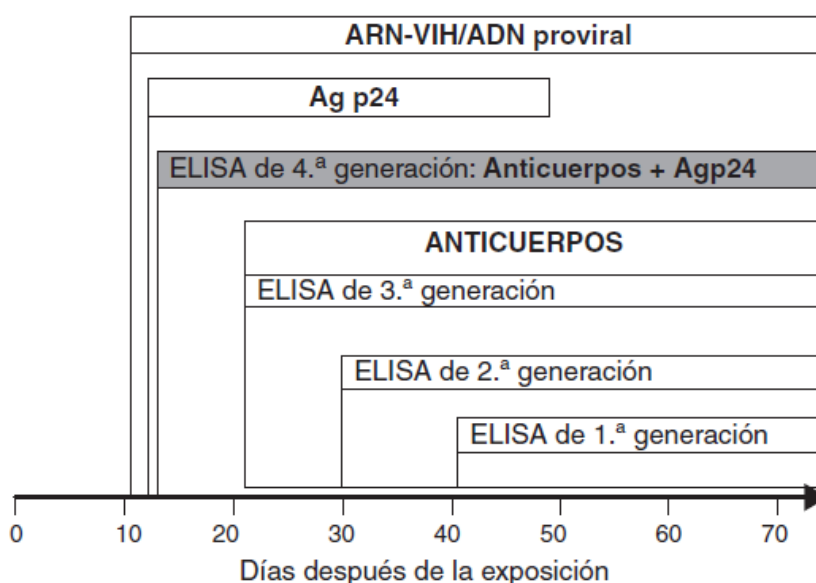 ARN-VIH/ADN proviral
Ag p24
ELISA de 4.ª generación: Anticuerpos + Agp24
ANTICUERPOS
ELISA de 3.ª generación
ELISA de 2.ª generación
ELISA de 1.ª generación
0 10 20 30 40 50 60 70
Días después de la exposición